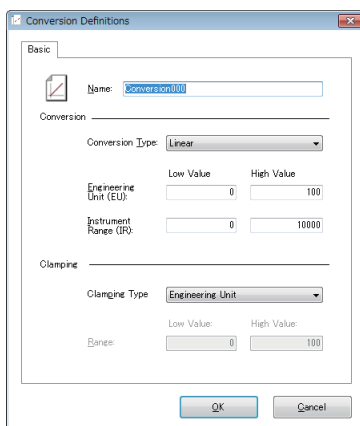 Conversion Definitions
Basic
Name: Conversion000
Conversion
Conversion Type: Linear
Low Value High Value
Engineering Unit (EU): 0 100
Instrument Range (IR): 0 10000
Clamping
Clamping Type Engineering Unit
Low Value: High Value:
Range: 0 100
OK Cancel